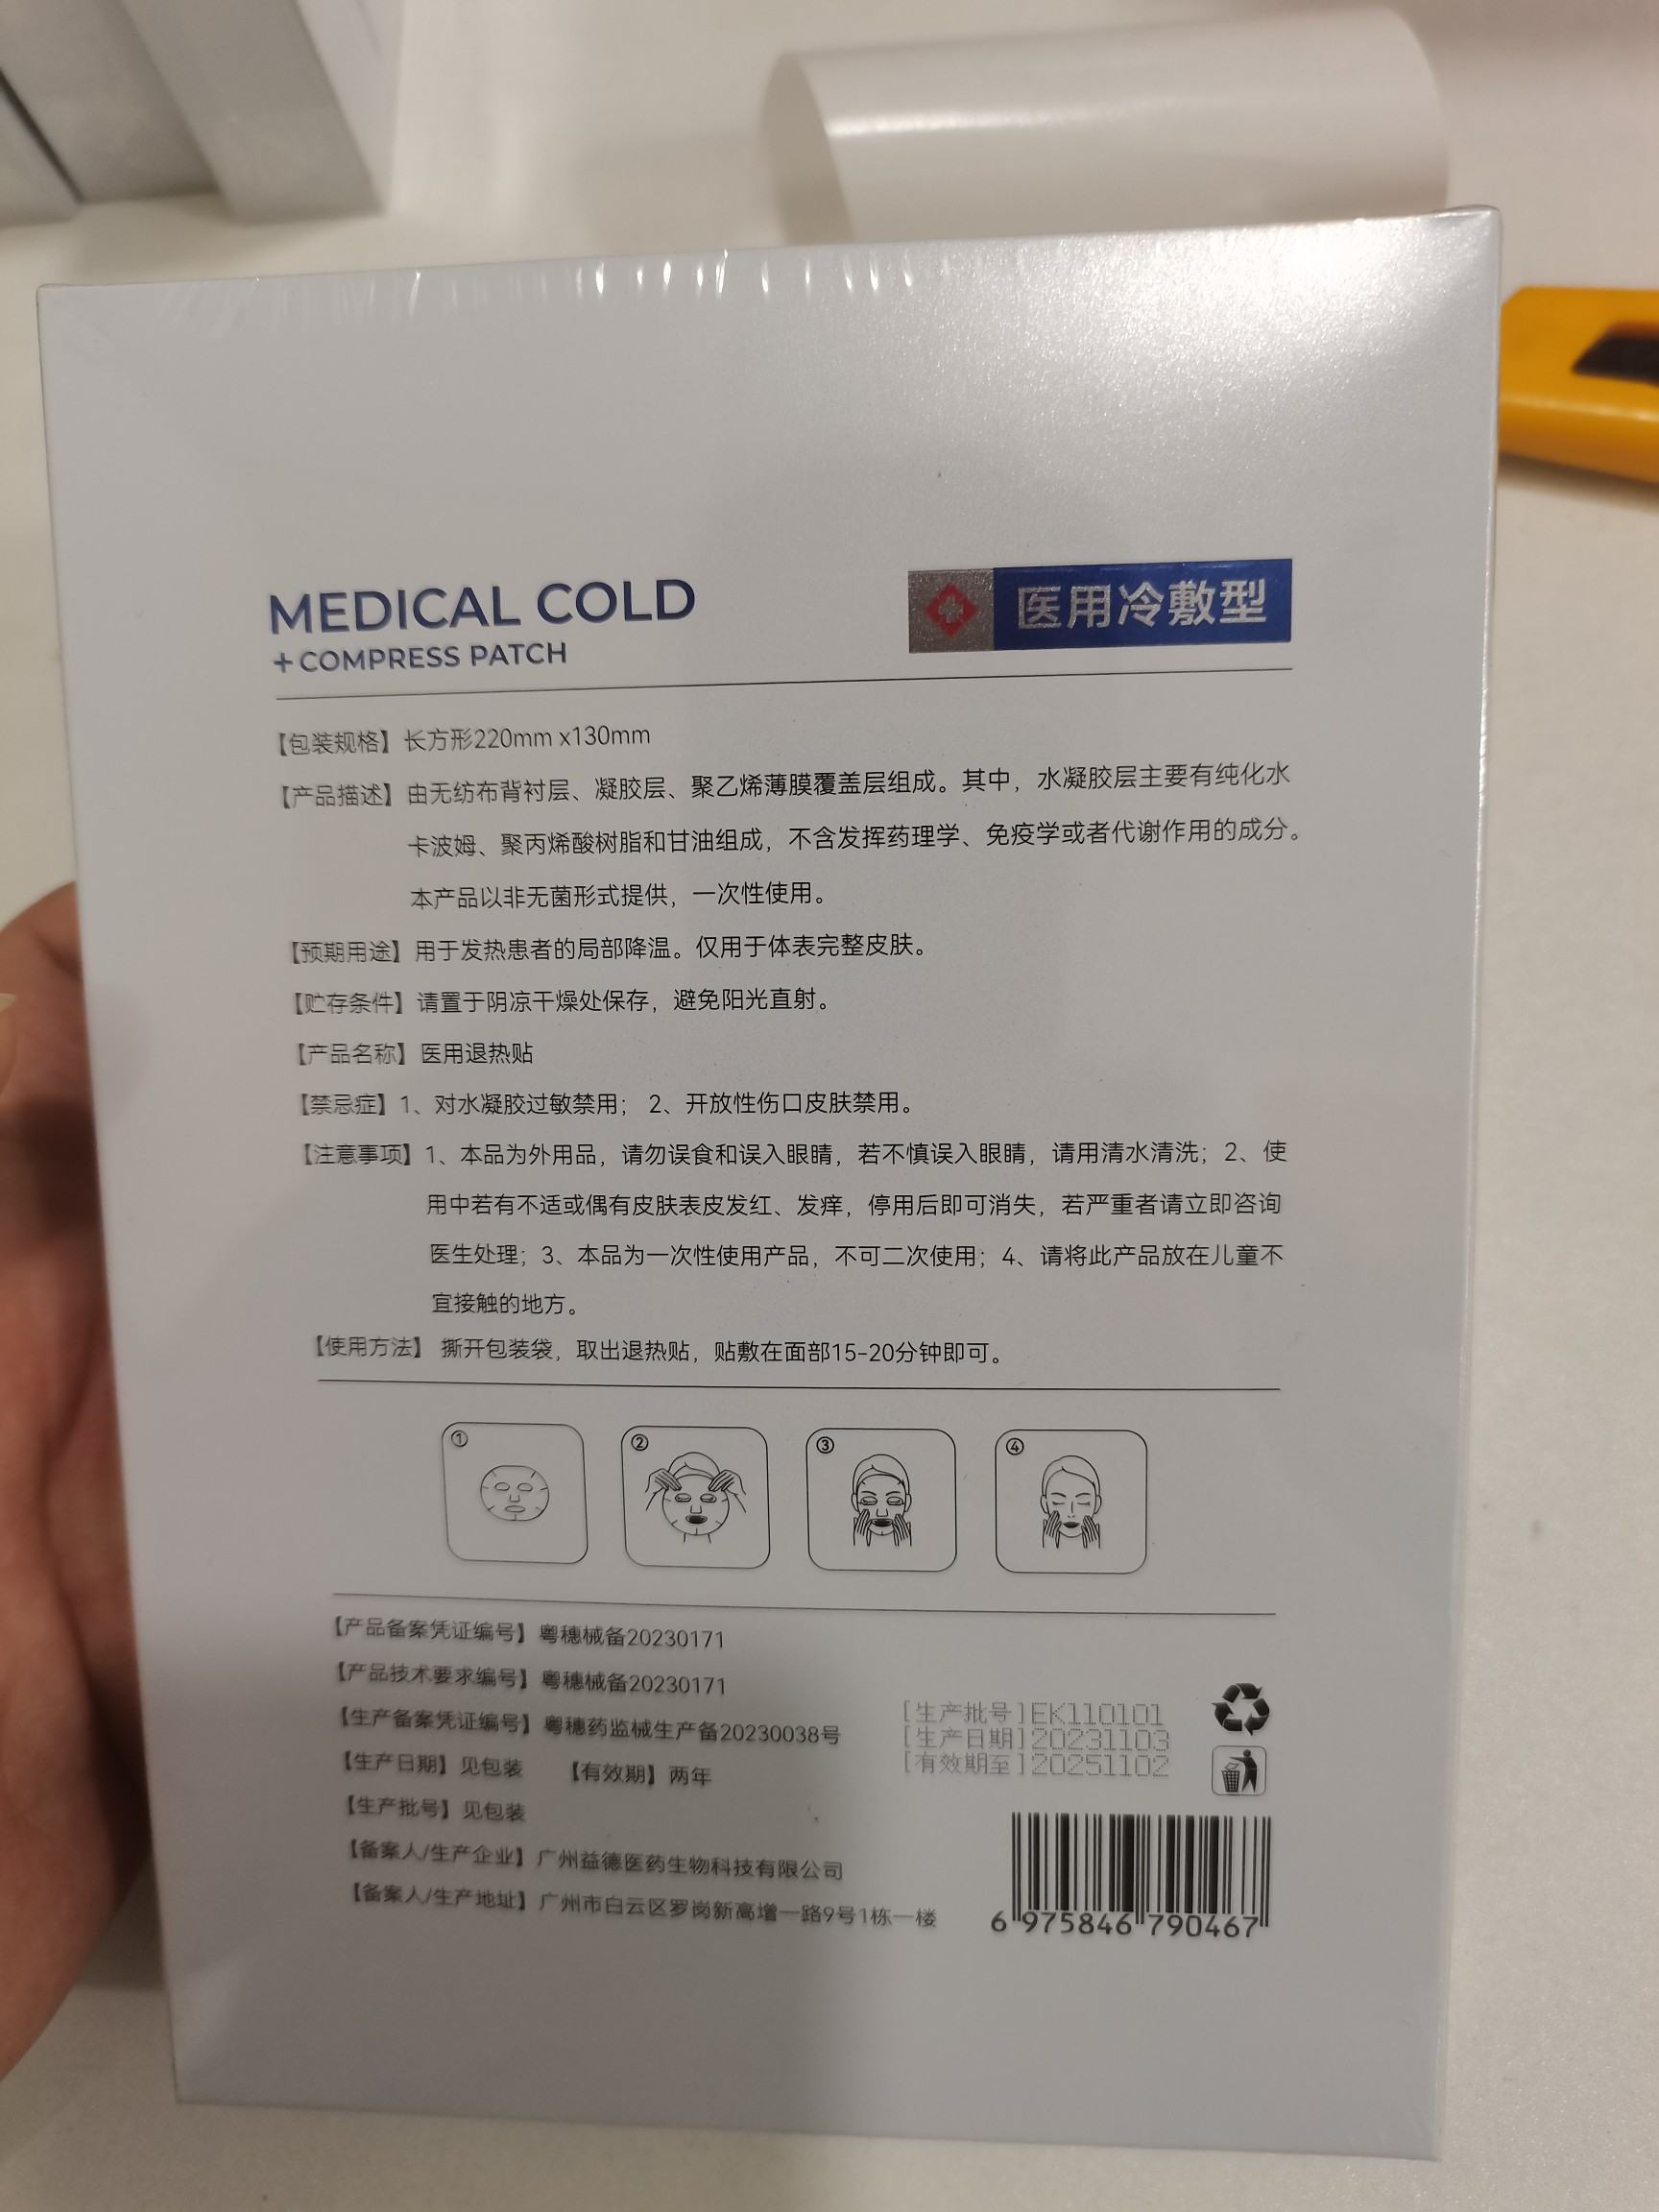 MEDICAL COLD
+COMPRESS PATCH
医用冷敷型
【包装规格】长方形220mm x130mm
【产品描述】由无纺布背衬层、凝胶层、聚乙烯薄膜覆盖层组成。其中，水凝胶层主要有纯化水
卡波姆、聚丙烯酸树脂和甘油组成，不含发挥药理学、免疫学或者代谢作用的成分。
本产品以非无菌形式提供，一次性使用。
【预期用途】用于发热患者的局部降温。仅用于体表完整皮肤。
【贮存条件】请置于阴凉干燥处保存，避免阳光直射。
【产品名称】医用退热贴
【禁忌症】1、对水凝胶过敏禁用； 2、开放性伤口皮肤禁用。
【注意事项】1、本品为外用品，请勿误食和误入眼睛，若不慎误入眼睛，请用清水清洗；2、使
用中若有不适或偶有皮肤表皮发红、发痒，停用后即可消失，若严重者请立即咨询
医生处理；3、本品为一次性使用产品，不可二次使用；4、请将此产品放在儿童不
宜接触的地方。
【使用方法】撕开包装袋，取出退热贴，贴敷在面部15-20分钟即可。
① ② ③ ④
【产品备案凭证编号】粤穗械备20230171
【产品技术要求编号】粤穗械备20230171
【生产备案凭证编号】粤穗药监械生产备20230038号
【生产日期】见包装 【有效期】两年
【生产批号】见包装
【备案人/生产企业】广州益德医药生物科技有限公司
【备案人/生产地址】广州市白云区罗岗新高增一路9号1栋一楼
[生产批号]EK110101
[生产日期]20231103
[有效期至]20251102
6 975846 790467